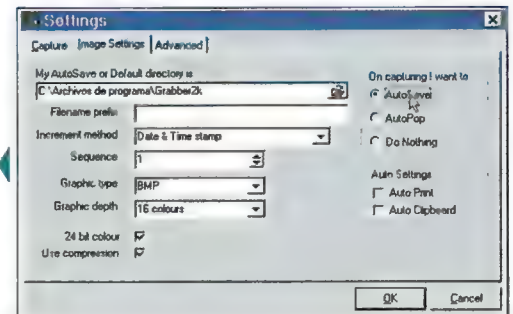 Settings
Capture Image Settings Advanced
My AutoSave or Default directory is
C:\Archivos de programa\Grabber2k
Filename prefix
Increment method Date & Time stamp
Sequence 1
Graphic type BMP
Graphic depth 16 colours
24 bit colour
Use compression
On capturing I want to
AutoSave!
AutoPop
Do Nothing
Auto Settings
Auto Print
Auto Clipboard
OK Cancel